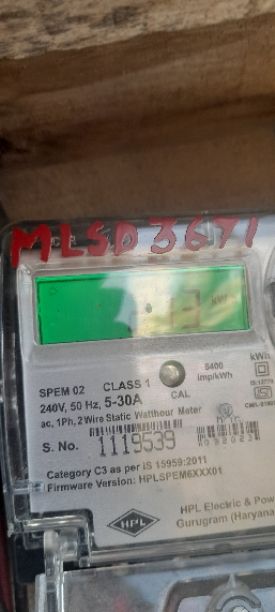 MLSD 3671
kW
SPEM 02 CLASS 1
240V, 50 Hz, 5-30A
CAL
6400
imp/kWh
kWh
ac, 1Ph, 2 Wire Static Watthour Meter
S. No. 1119539
Category C3 as per IS 15959:2011
Firmware Version: HPLSPEM6XXX01
HPL
HPL Electric & Pow
Gurugram (Haryana